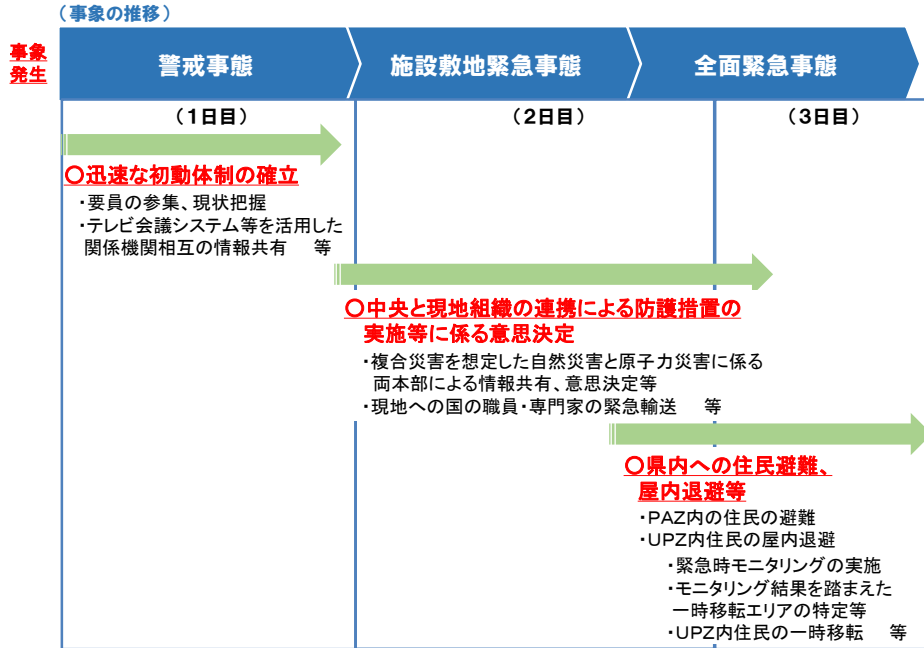 （事象の推移）
事象
発生
警戒事態
施設敷地緊急事態
全面緊急事態
（１日目）
（２日目）
（３日目）
○迅速な初動体制の確立
・要員の参集、現状把握
・テレビ会議システム等を活用した
関係機関相互の情報共有　等
○中央と現地組織の連携による防護措置の
実施等に係る意思決定
・複合災害を想定した自然災害と原子力災害に係る
両本部による情報共有、意思決定等
・現地への国の職員・専門家の緊急輸送　等
○県内への住民避難、
屋内退避等
・ＰＡＺ内の住民の避難
・ＵＰＺ内住民の屋内退避
・緊急時モニタリングの実施
・モニタリング結果を踏まえた
一時移転エリアの特定等
・ＵＰＺ内住民の一時移転　等